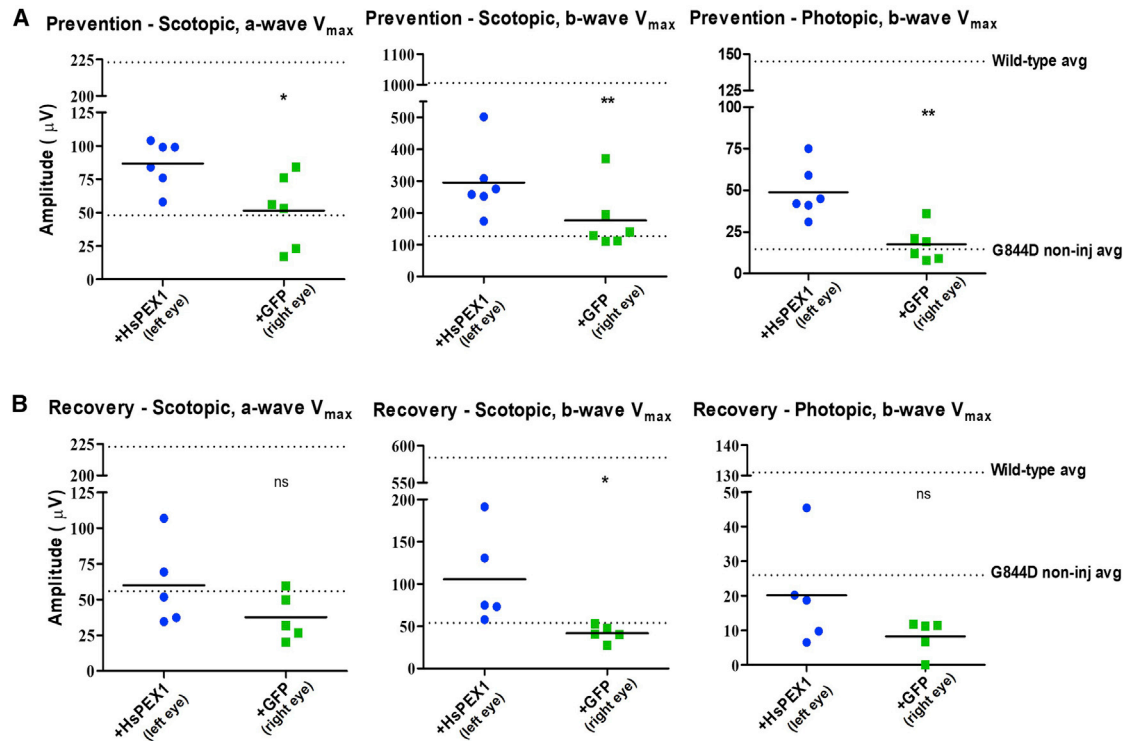 A
Prevention - Scotopic, a-wave Vmax
Prevention - Scotopic, b-wave Vmax
Prevention - Photopic, b-wave Vmax
Amplitude ( μV)
225
200
125
100
75
50
25
0
*
+HsPEX1
(left eye)
+GFP
(right eye)
1100
1000
500
400
300
200
100
0
**
+HsPEX1
(left eye)
+GFP
(right eye)
150
125
100
75
50
25
0
**
Wild-type avg
G844D non-inj avg
+HsPEX1
(left eye)
+GFP
(right eye)
B
Recovery - Scotopic, a-wave Vmax
Recovery - Scotopic, b-wave Vmax
Recovery - Photopic, b-wave Vmax
Amplitude ( μV)
225
200
125
100
75
50
25
0
ns
+HsPEX1
(left eye)
+GFP
(right eye)
600
550
200
150
100
50
0
*
+HsPEX1
(left eye)
+GFP
(right eye)
140
130
50
40
30
20
10
0
ns
Wild-type avg
G844D non-inj avg
+HsPEX1
(left eye)
+GFP
(right eye)